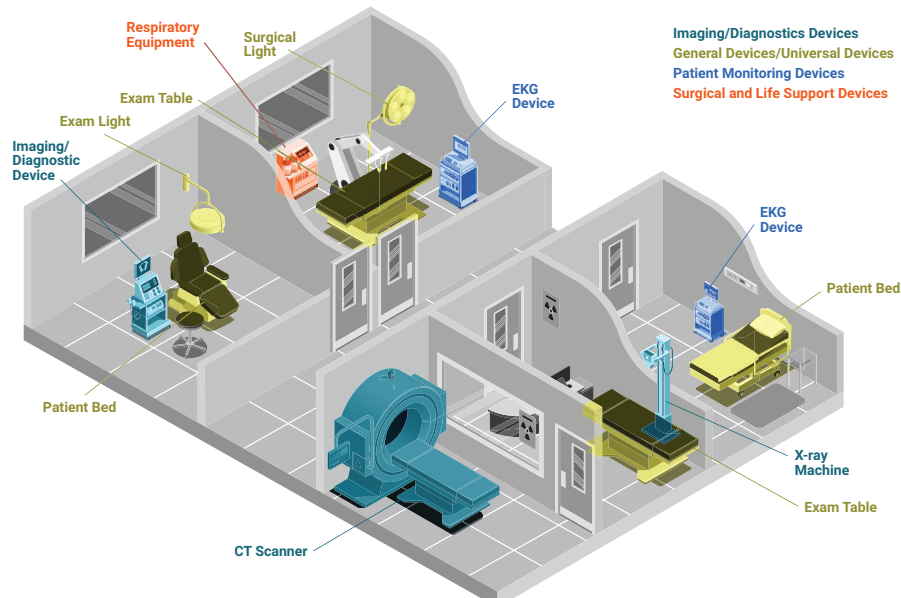 Respiratory
Equipment
Surgical
Light
Imaging/Diagnostics Devices
General Devices/Universal Devices
Patient Monitoring Devices
Surgical and Life Support Devices
Exam Table
EKG
Device
Exam Light
Imaging/
Diagnostic
Device
EKG
Device
Patient Bed
Patient Bed
X-ray
Machine
Exam Table
CT Scanner